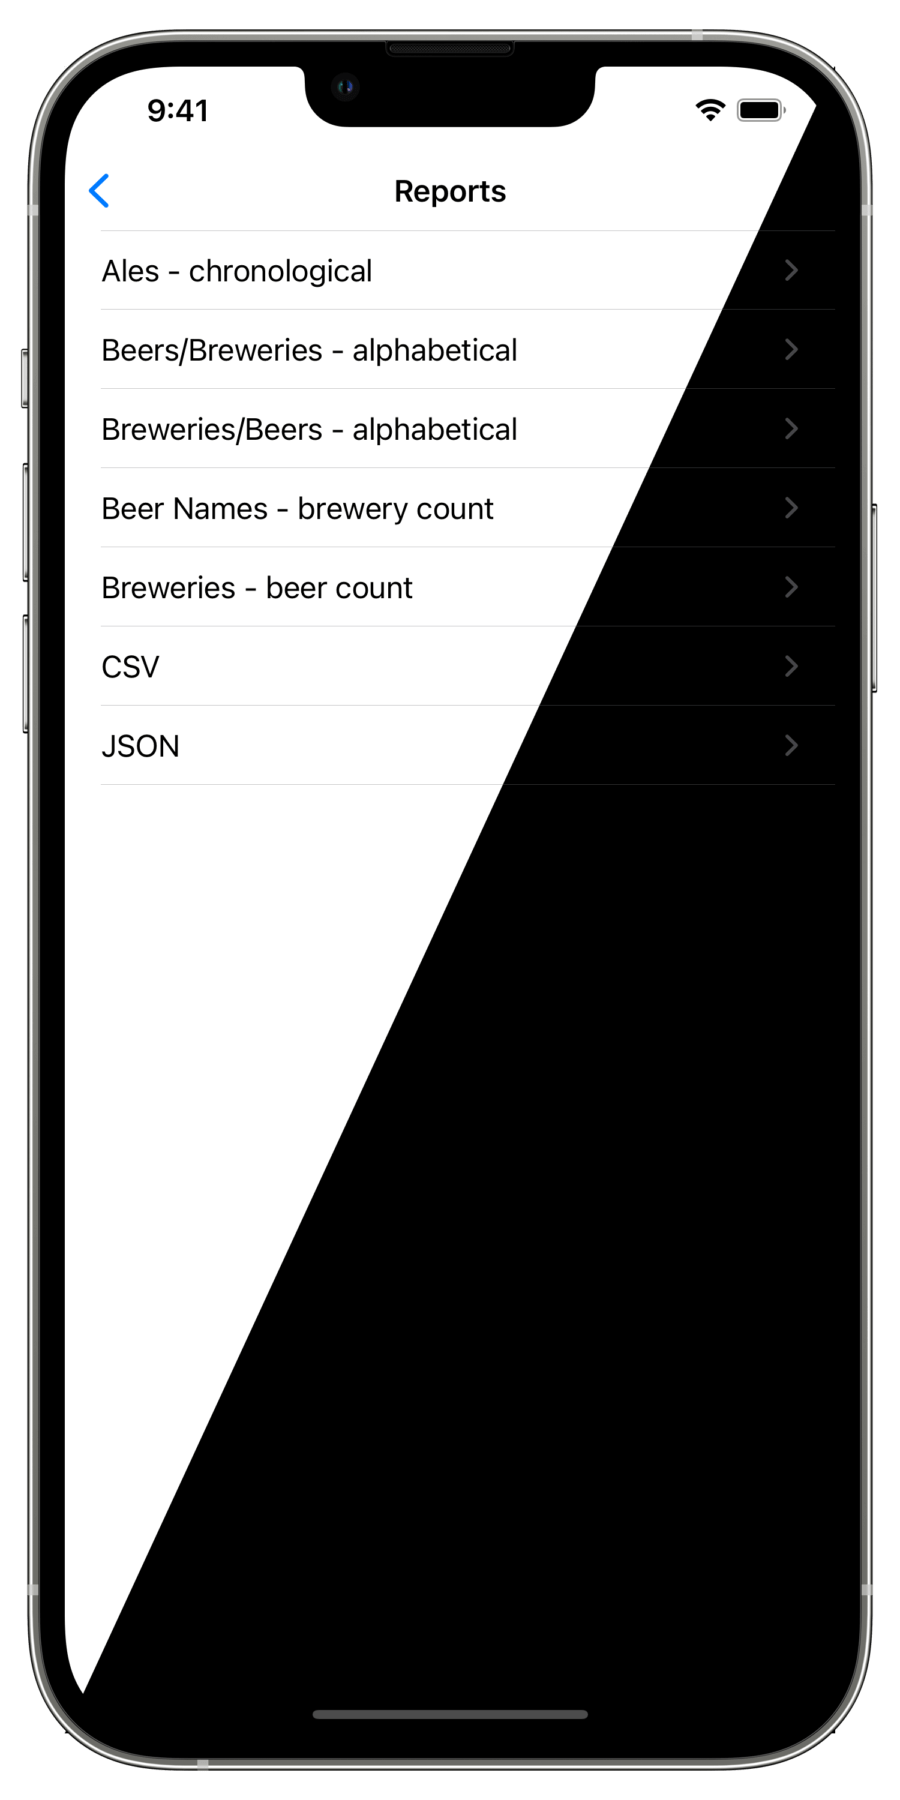 9:41
Reports
Ales - chronological
Beers/Breweries - alphabetical
Breweries/Beers - alphabetical
Beer Names - brewery count
Breweries - beer count
CSV
JSON